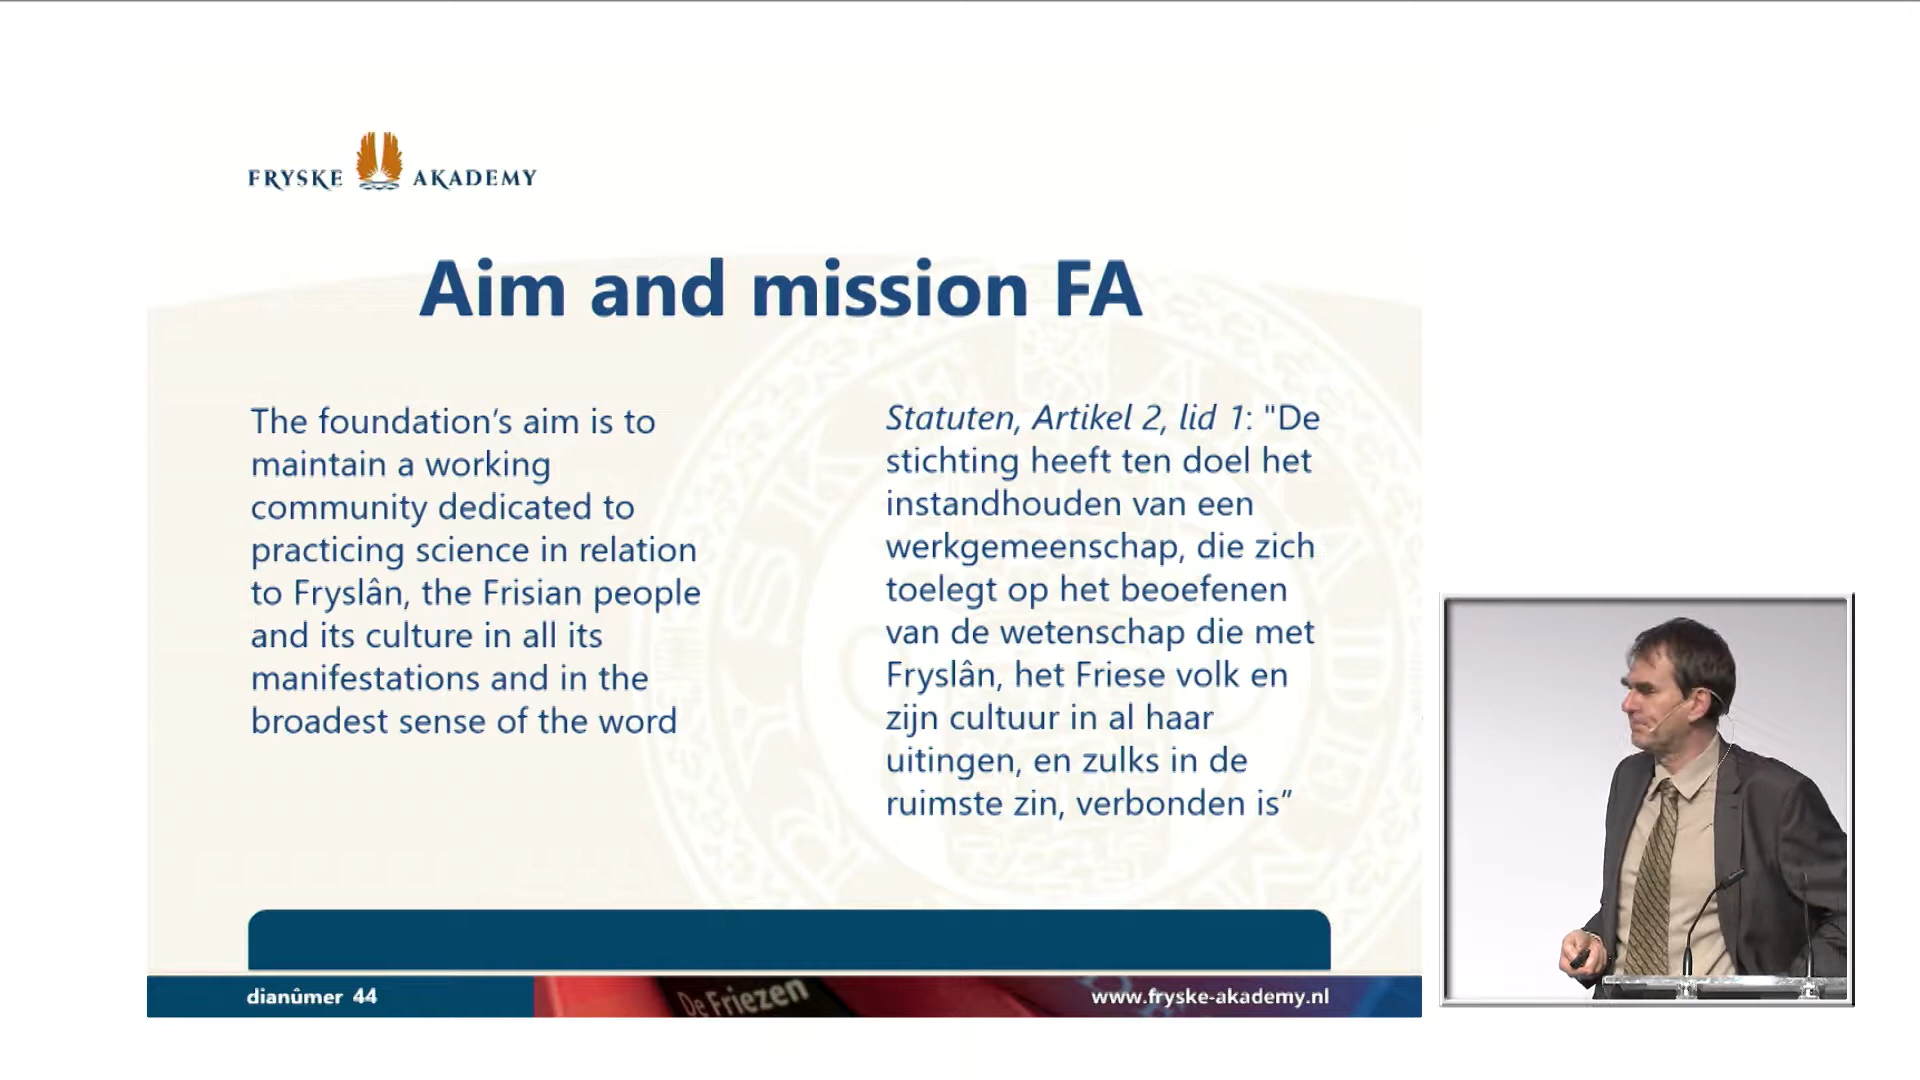 FRYSKE AKADEMY
Aim and mission FA
The foundation’s aim is to
maintain a working
community dedicated to
practicing science in relation
to Fryslân, the Frisian people
and its culture in all its
manifestations and in the
broadest sense of the word
Statuten, Artikel 2, lid 1: "De
stichting heeft ten doel het
instandhouden van een
werkgemeenschap, die zich
toelegt op het beoefenen
van de wetenschap die met
Fryslân, het Friese volk en
zijn cultuur in al haar
uitingen, en zulks in de
ruimste zin, verbonden is”
dianûmer 44
De Friezen
www.fryske-akademy.nl